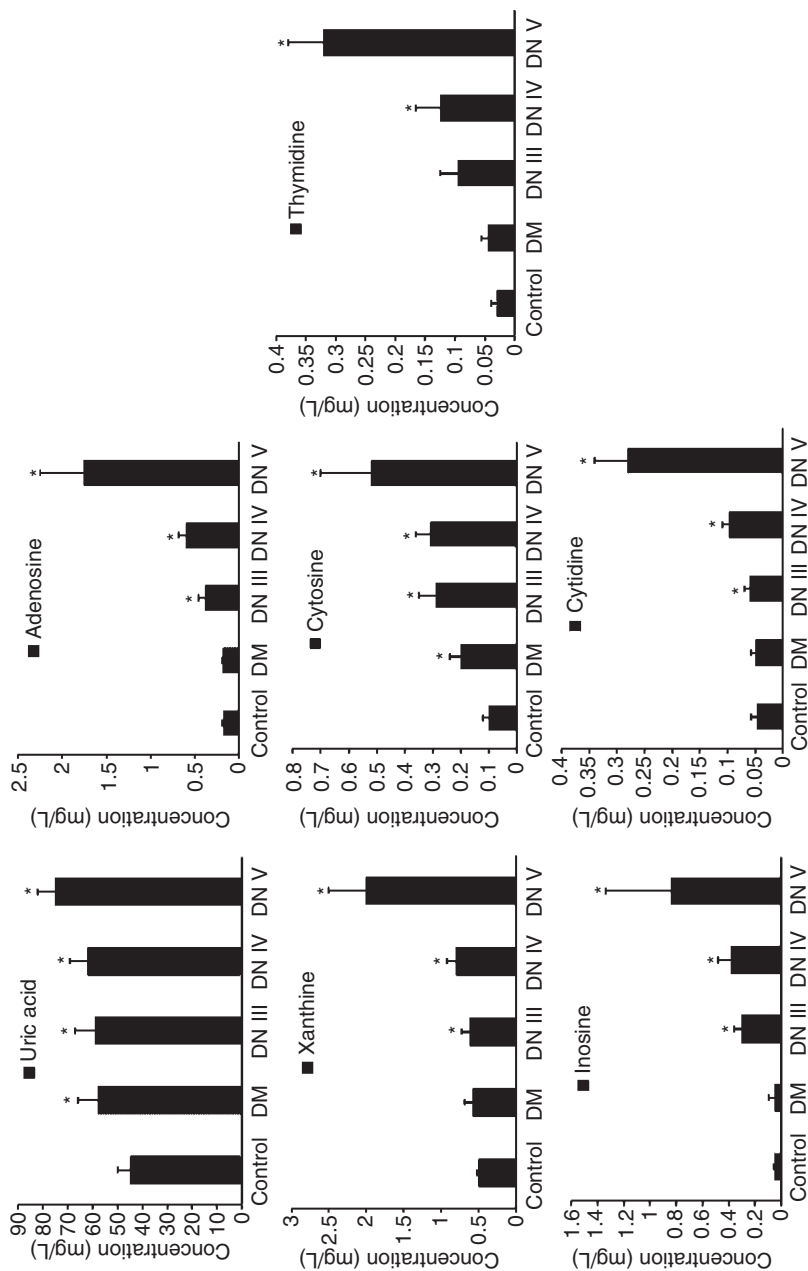 Uric acid
Concentration (mg/L)
90
80
70
60
50
40
30
20
10
0
* * * *
Control DM DN III DN IV DN V
Adenosine
Concentration (mg/L)
2.5
2
1.5
1
0.5
0
* * *
Control DM DN III DN IV DN V
Xanthine
Concentration (mg/L)
3
2.5
2
1.5
1
0.5
0
* * *
Control DM DN III DN IV DN V
Cytosine
Concentration (mg/L)
0.8
0.7
0.6
0.5
0.4
0.3
0.2
0.1
0
* * * *
Control DM DN III DN IV DN V
Thymidine
Concentration (mg/L)
0.4
0.35
0.3
0.25
0.2
0.15
0.1
0.05
0
* *
Control DM DN III DN IV DN V
Inosine
Concentration (mg/L)
1.6
1.4
1.2
1
0.8
0.6
0.4
0.2
0
* * *
Control DM DN III DN IV DN V
Cytidine
Concentration (mg/L)
0.4
0.35
0.3
0.25
0.2
0.15
0.1
0.05
0
* * *
Control DM DN III DN IV DN V